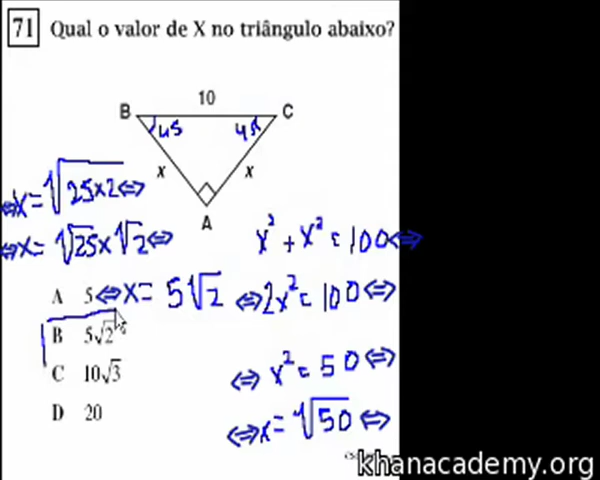 71 Qual o valor de X no triângulo abaixo?
10
B C
45 45
x x
A
⇔ x = √25x2 ⇔
⇔ x = √25 x √2 ⇔
x² + x² = 100 ⇔
A 5 ⇔ x = 5√2 ⇔ 2x² = 100 ⇔
B 5√2
C 10√3 ⇔ x² = 50 ⇔
D 20 ⇔ x = √50 ⇔
khanacademy.org